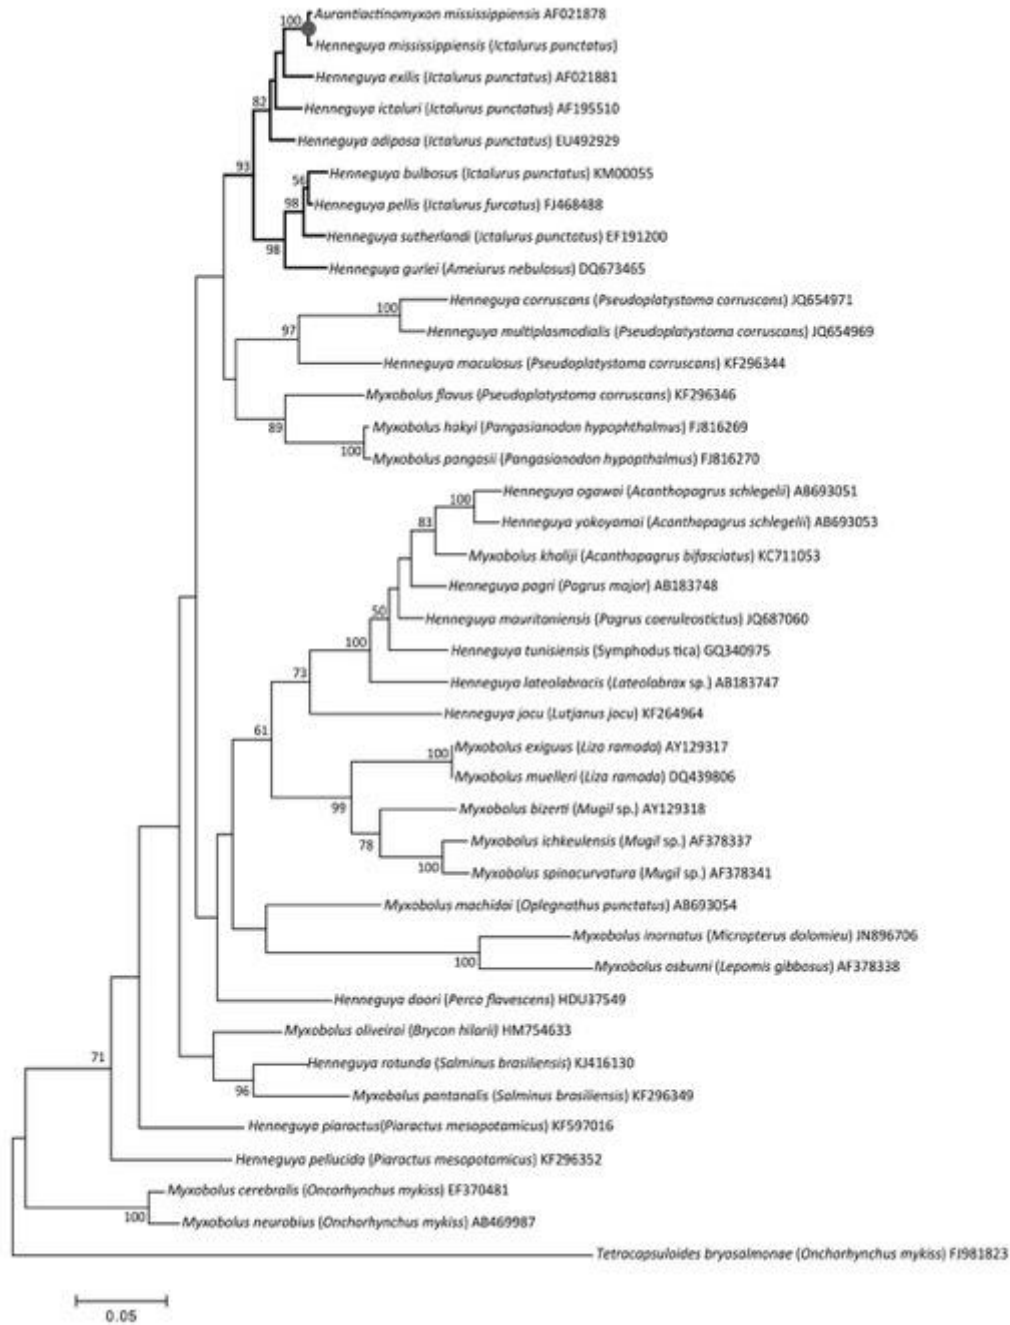 Aurantiactinomyxon mississippiensis AF021878
100
Henneguya mississippiensis (Ictalurus punctatus)
Henneguya exilis (Ictalurus punctatus) AF021881
82
Henneguya ictaluri (Ictalurus punctatus) AF195510
Henneguya adiposa (Ictalurus punctatus) EU492929
93
Henneguya bulbosus (Ictalurus punctatus) KM00055
56
98
Henneguya pellis (Ictalurus furcatus) FJ468488
Henneguya sutherlandi (Ictalurus punctatus) EF191200
98
Henneguya gurlei (Ameiurus nebulosus) DQ673465
Henneguya corruscans (Pseudoplatystoma corruscans) JQ654971
100
Henneguya multiplasmodialis (Pseudoplatystoma corruscans) JQ654969
97
Henneguya maculosus (Pseudoplatystoma corruscans) KF296344
Myxobolus flavus (Pseudoplatystoma corruscans) KF296346
89
Myxobolus hakyi (Pangasianodon hypophthalmus) FJ816269
100
Myxobolus pangasii (Pangasianodon hypopthalmus) FJ816270
Henneguya ogawai (Acanthopagrus schlegelii) AB693051
100
Henneguya yokoyamai (Acanthopagrus schlegelii) AB693053
83
Myxobolus khaliji (Acanthopagrus bifasciatus) KC711053
Henneguya pagri (Pagrus major) AB183748
50
Henneguya mauritaniensis (Pagrus caeruleostictus) JQ687060
100
Henneguya tunisiensis (Symphodus tica) GQ340975
73
Henneguya lateolabracis (Lateolabrax sp.) AB183747
Henneguya jocu (Lutjanus jocu) KF264964
61
Myxobolus exiguus (Liza ramada) AY129317
100
Myxobolus muelleri (Liza ramada) DQ439806
99
Myxobolus bizerti (Mugil sp.) AY129318
78
Myxobolus ichkeulensis (Mugil sp.) AF378337
100
Myxobolus spinacurvatura (Mugil sp.) AF378341
Myxobolus machidai (Oplegnathus punctatus) AB693054
Myxobolus inornatus (Micropterus dolomieu) JN896706
100
Myxobolus osburni (Lepomis gibbosus) AF378338
Henneguya doori (Perca flavescens) HDU37549
Myxobolus oliveirai (Brycon hilarii) HM754633
71
Henneguya rotunda (Salminus brasiliensis) KJ416130
96
Myxobolus pantanalis (Salminus brasiliensis) KF296349
Henneguya piaractus(Piaractus mesopotamicus) KF597016
Henneguya pellucida (Piaractus mesopotamicus) KF296352
Myxobolus cerebralis (Oncorhynchus mykiss) EF370481
100
Myxobolus neurobius (Onchorhynchus mykiss) AB469987
Tetracapsuloides bryosalmonae (Onchorhynchus mykiss) FJ981823
0.05